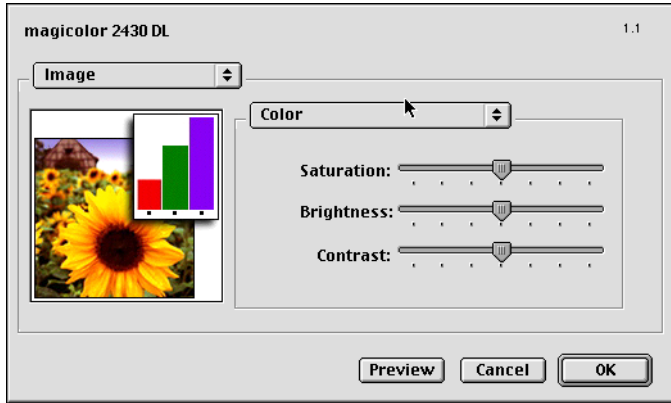 magicolor 2430 DL
1.1
Image
Color
Saturation:
Brightness:
Contrast:
Preview
Cancel
OK